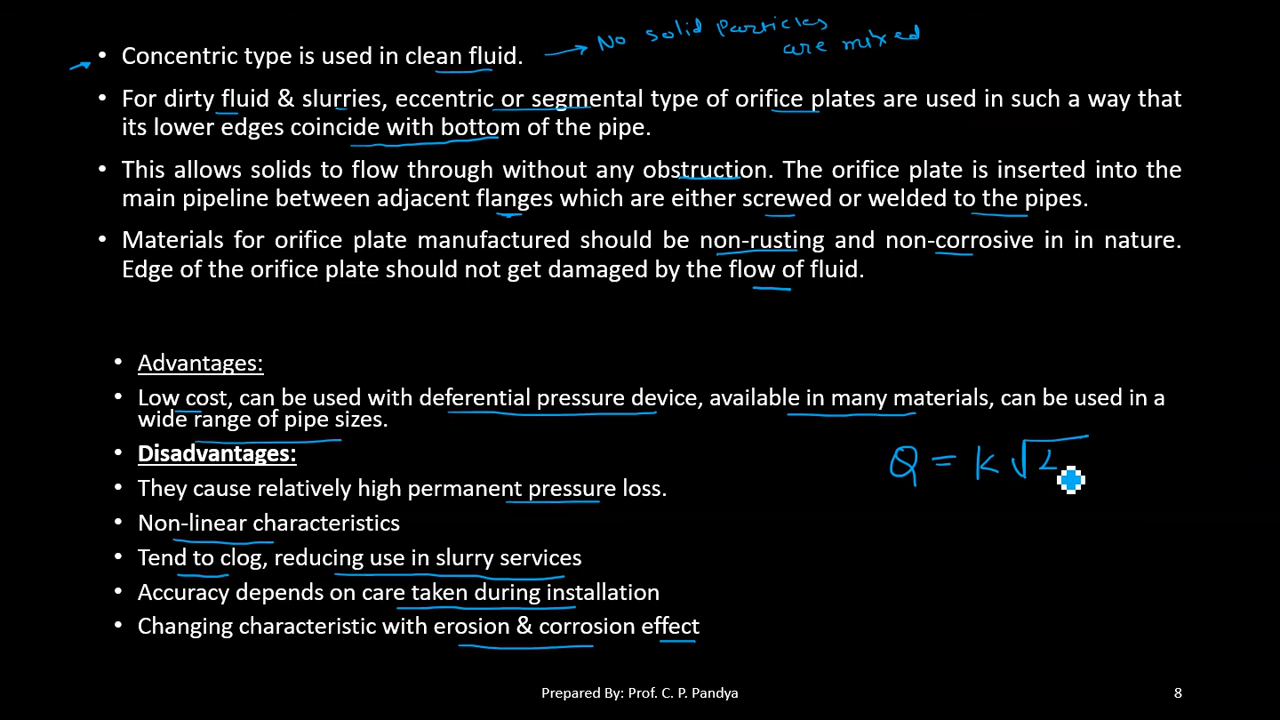 • Concentric type is used in clean fluid. → No solid particles
are mixed
• For dirty fluid & slurries, eccentric or segmental type of orifice plates are used in such a way that
its lower edges coincide with bottom of the pipe.
• This allows solids to flow through without any obstruction. The orifice plate is inserted into the
main pipeline between adjacent flanges which are either screwed or welded to the pipes.
• Materials for orifice plate manufactured should be non-rusting and non-corrosive in in nature.
Edge of the orifice plate should not get damaged by the flow of fluid.
• Advantages:
• Low cost, can be used with deferential pressure device, available in many materials, can be used in a
wide range of pipe sizes.
• Disadvantages:
• They cause relatively high permanent pressure loss.
Q = K √
• Non-linear characteristics
• Tend to clog, reducing use in slurry services
• Accuracy depends on care taken during installation
• Changing characteristic with erosion & corrosion effect
Prepared By: Prof. C. P. Pandya
8